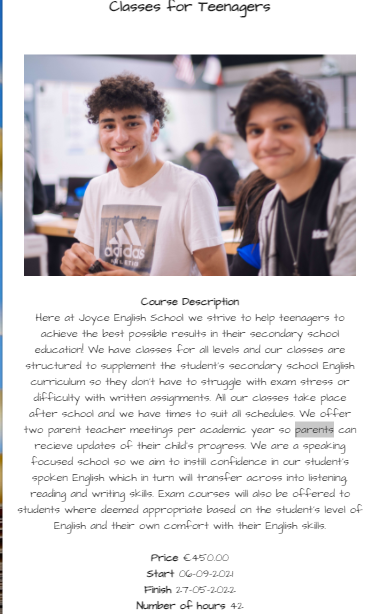 Classes for Teenagers
adidas
Course Description
Here at Joyce English School we strive to help teenagers to
achieve the best possible results in their secondary school
education! We have classes for all levels and our classes are
structured to supplement the student's secondary school English
curriculum so they don't have to struggle with exam stress or
difficulty with written assignments. All our classes take place
after school and we have times to suit all schedules. We offer
two parent teacher meetings per academic year so parents can
recieve updates of their child's progress. We are a speaking
focused school so we aim to instill confidence in our student's
spoken English which in turn will transfer across into listening,
reading and writing skills. Exam courses will also be offered to
students where deemed appropriate based on the student's level of
English and their own comfort with their English skills.
Price €450.00
Start 06-09-2021
Finish 27-05-2022
Number of hours 42